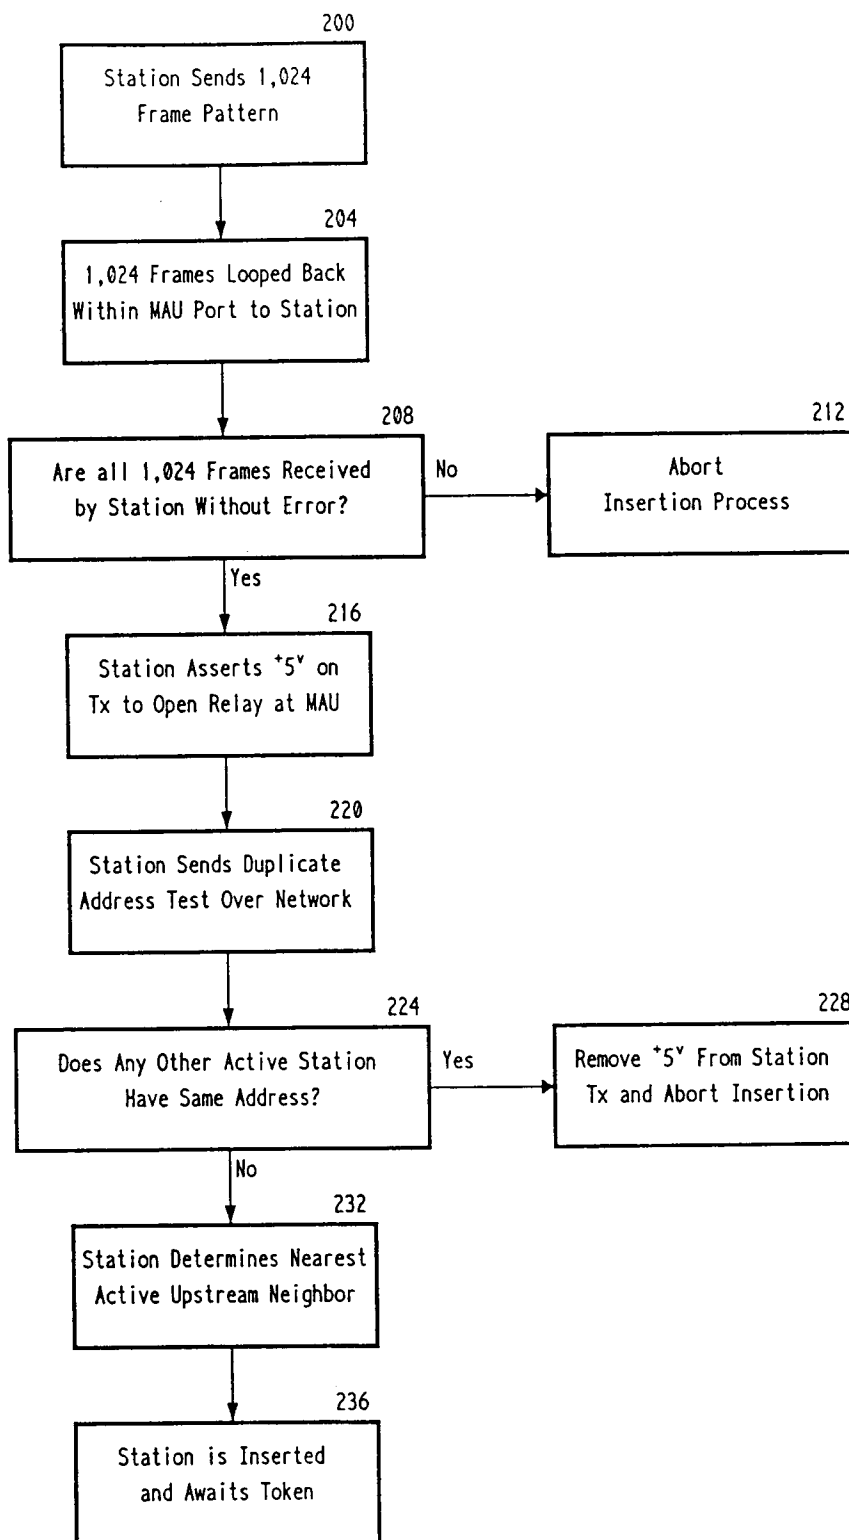 200
Station Sends 1,024
Frame Pattern
204
1,024 Frames Looped Back
Within MAU Port to Station
208
Are all 1,024 Frames Received
by Station Without Error?
No
212
Abort
Insertion Process
Yes
216
Station Asserts +5v on
Tx to Open Relay at MAU
220
Station Sends Duplicate
Address Test Over Network
224
Does Any Other Active Station
Have Same Address?
Yes
228
Remove +5v From Station
Tx and Abort Insertion
No
232
Station Determines Nearest
Active Upstream Neighbor
236
Station is Inserted
and Awaits Token